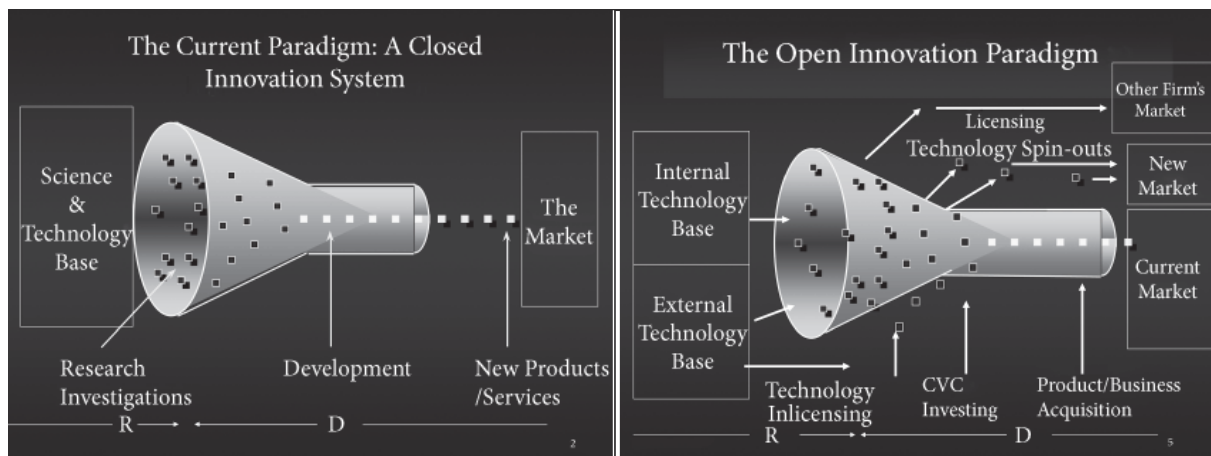 The Current Paradigm: A Closed
Innovation System
Science
&
Technology
Base
The
Market
Research
Investigations
Development
New Products
/Services
R
D
2
The Open Innovation Paradigm
Other Firm's
Market
Licensing
Technology Spin-outs
New
Market
Internal
Technology
Base
External
Technology
Base
Current
Market
Technology
Inlicensing
CVC
Investing
Product/Business
Acquisition
R
D
5